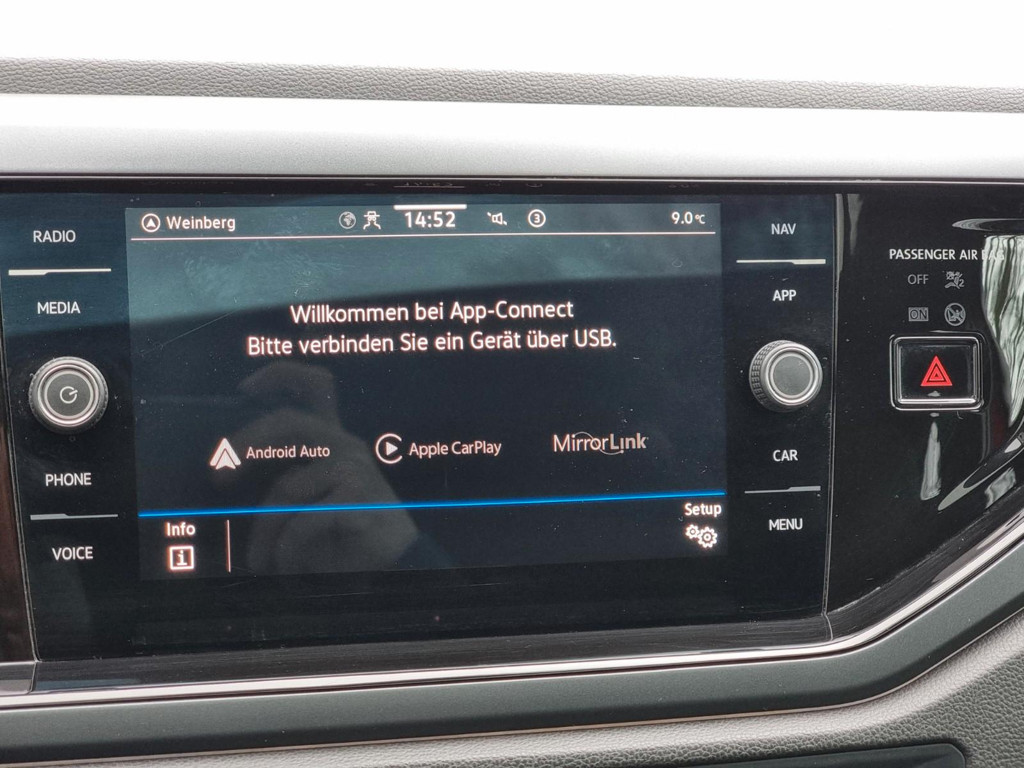 RADIO
MEDIA
PHONE
VOICE
Weinberg
14:52
3
9.0°C
Willkommen bei App-Connect
Bitte verbinden Sie ein Gerät über USB.
Android Auto
Apple CarPlay
MirrorLink
Info
i
Setup
NAV
APP
CAR
MENU
PASSENGER AIR BAG
OFF
ON